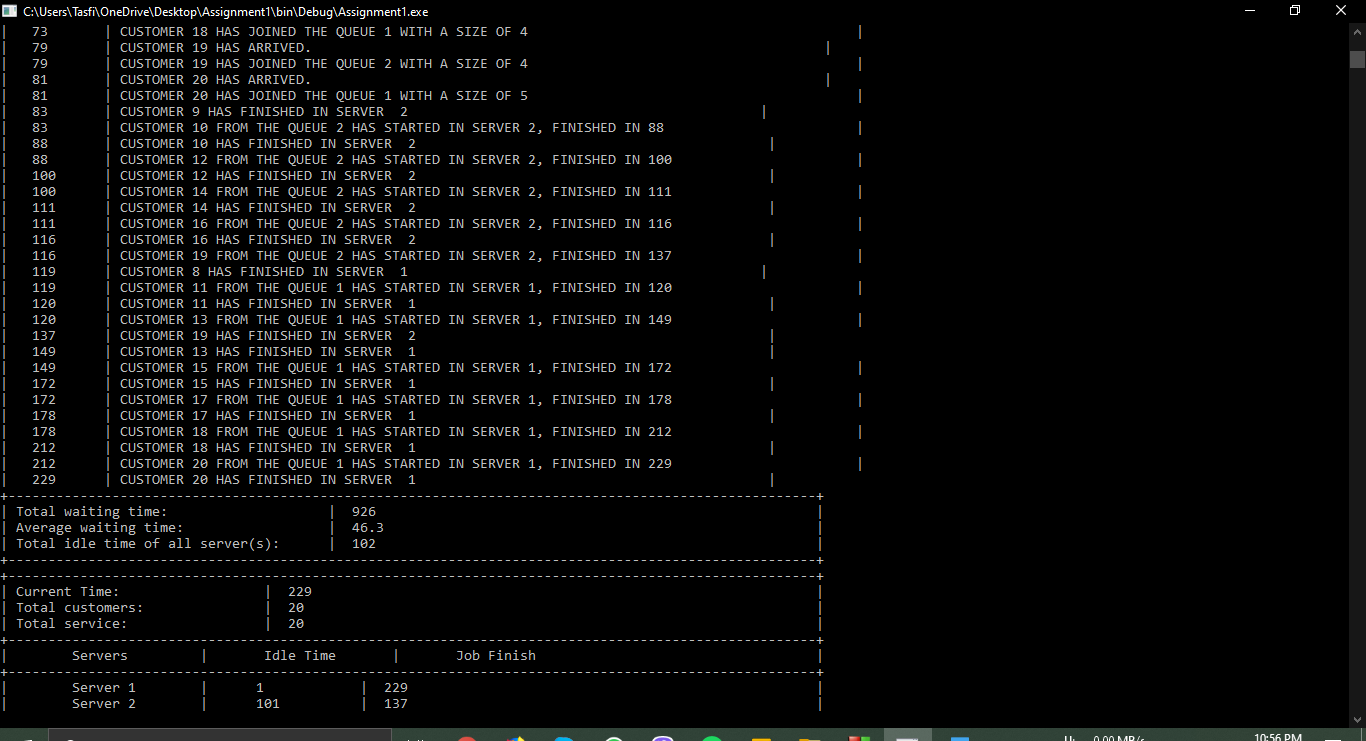 C:\Users\Tasfi\OneDrive\Desktop\Assignment1\bin\Debug\Assignment1.exe
| 73 | CUSTOMER 18 HAS JOINED THE QUEUE 1 WITH A SIZE OF 4 |
| 79 | CUSTOMER 19 HAS ARRIVED. |
| 79 | CUSTOMER 19 HAS JOINED THE QUEUE 2 WITH A SIZE OF 4 |
| 81 | CUSTOMER 20 HAS ARRIVED. |
| 81 | CUSTOMER 20 HAS JOINED THE QUEUE 1 WITH A SIZE OF 5 |
| 83 | CUSTOMER 9 HAS FINISHED IN SERVER 2 |
| 83 | CUSTOMER 10 FROM THE QUEUE 2 HAS STARTED IN SERVER 2, FINISHED IN 88 |
| 88 | CUSTOMER 10 HAS FINISHED IN SERVER 2 |
| 88 | CUSTOMER 12 FROM THE QUEUE 2 HAS STARTED IN SERVER 2, FINISHED IN 100 |
| 100 | CUSTOMER 12 HAS FINISHED IN SERVER 2 |
| 100 | CUSTOMER 14 FROM THE QUEUE 2 HAS STARTED IN SERVER 2, FINISHED IN 111 |
| 111 | CUSTOMER 14 HAS FINISHED IN SERVER 2 |
| 111 | CUSTOMER 16 FROM THE QUEUE 2 HAS STARTED IN SERVER 2, FINISHED IN 116 |
| 116 | CUSTOMER 16 HAS FINISHED IN SERVER 2 |
| 116 | CUSTOMER 19 FROM THE QUEUE 2 HAS STARTED IN SERVER 2, FINISHED IN 137 |
| 119 | CUSTOMER 8 HAS FINISHED IN SERVER 1 |
| 119 | CUSTOMER 11 FROM THE QUEUE 1 HAS STARTED IN SERVER 1, FINISHED IN 120 |
| 120 | CUSTOMER 11 HAS FINISHED IN SERVER 1 |
| 120 | CUSTOMER 13 FROM THE QUEUE 1 HAS STARTED IN SERVER 1, FINISHED IN 149 |
| 137 | CUSTOMER 19 HAS FINISHED IN SERVER 2 |
| 149 | CUSTOMER 13 HAS FINISHED IN SERVER 1 |
| 149 | CUSTOMER 15 FROM THE QUEUE 1 HAS STARTED IN SERVER 1, FINISHED IN 172 |
| 172 | CUSTOMER 15 HAS FINISHED IN SERVER 1 |
| 172 | CUSTOMER 17 FROM THE QUEUE 1 HAS STARTED IN SERVER 1, FINISHED IN 178 |
| 178 | CUSTOMER 17 HAS FINISHED IN SERVER 1 |
| 178 | CUSTOMER 18 FROM THE QUEUE 1 HAS STARTED IN SERVER 1, FINISHED IN 212 |
| 212 | CUSTOMER 18 HAS FINISHED IN SERVER 1 |
| 212 | CUSTOMER 20 FROM THE QUEUE 1 HAS STARTED IN SERVER 1, FINISHED IN 229 |
| 229 | CUSTOMER 20 HAS FINISHED IN SERVER 1 |
| Total waiting time: | 926 |
| Average waiting time: | 46.3 |
| Total idle time of all server(s): | 102 |
| Current Time: | 229 |
| Total customers: | 20 |
| Total service: | 20 |
| Servers | Idle Time | Job Finish |
| Server 1 | 1 | 229 |
| Server 2 | 101 | 137 |
0.00 MB/s 10:56 PM